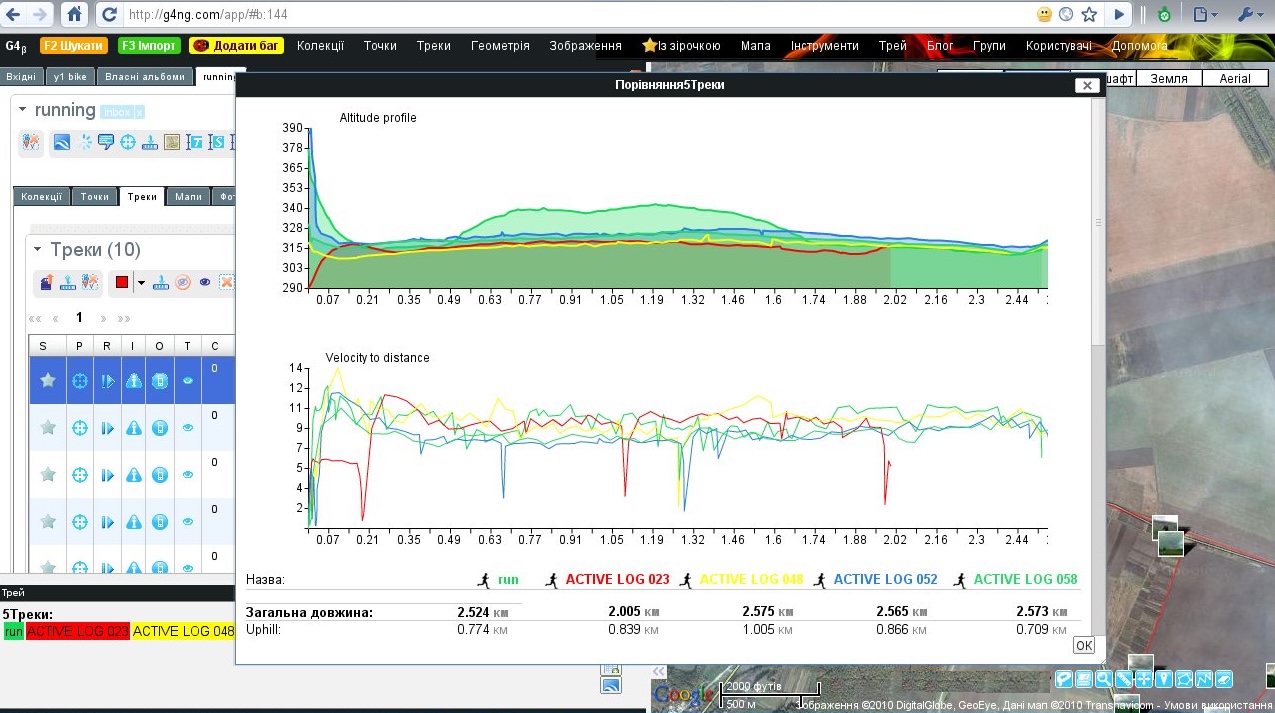 http://g4ng.com/app/#b:144
G4β F2 Шукати F3 Імпорт Додати баг Колекції Точки Треки Геометрія Зображення Із зірочкою Мапа Інструменти Трей Блог Групи Користувачі Допомога
Вхідні y1 bike Власні альбоми running
Порівняння5Треки
шафт Земля Aerial
running inbox |x
Колекції Точки Треки Мапи Фо
Треки (10)
«« « 1 » »»
S P R I O T C
0
0
0
0
0
Altitude profile
390
378
365
353
340
328
315
303
290
0.07 0.21 0.35 0.49 0.63 0.77 0.91 1.05 1.19 1.32 1.46 1.6 1.74 1.88 2.02 2.16 2.3 2.44 2
Velocity to distance
14
12
11
9
7
5
4
2
0.07 0.21 0.35 0.49 0.63 0.77 0.91 1.05 1.19 1.32 1.46 1.6 1.74 1.88 2.02 2.16 2.3 2.44
Назва: run ACTIVE LOG 023 ACTIVE LOG 048 ACTIVE LOG 052 ACTIVE LOG 058
Загальна довжина: 2.524 км 2.005 км 2.575 км 2.565 км 2.573 км
Uphill: 0.774 км 0.839 км 1.005 км 0.866 км 0.709 км
OK
Трей
5Треки:
run ACTIVE LOG 023 ACTIVE LOG 048
««
Google
2000 футів
500 м
Зображення ©2010 DigitalGlobe, GeoEye, Дані мап ©2010 Transnavicom - Умови використання